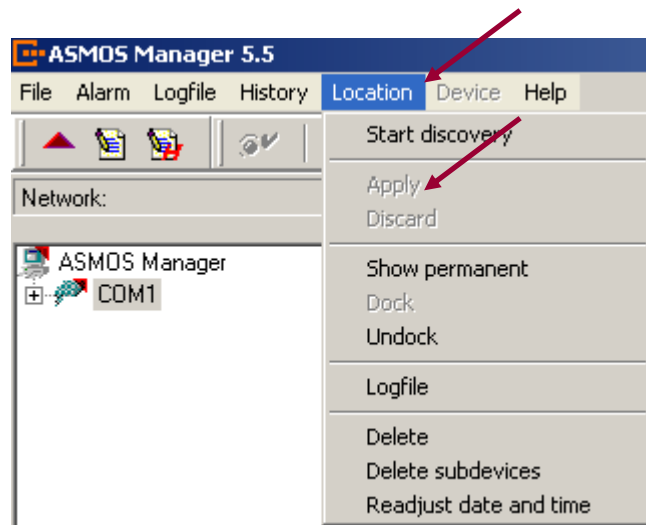 ASMOS Manager 5.5
File Alarm Logfile History Location Device Help
Start discovery
Apply
Discard
Network:
ASMOS Manager
COM1
Show permanent
Dock
Undock
Logfile
Delete
Delete subdevices
Readjust date and time